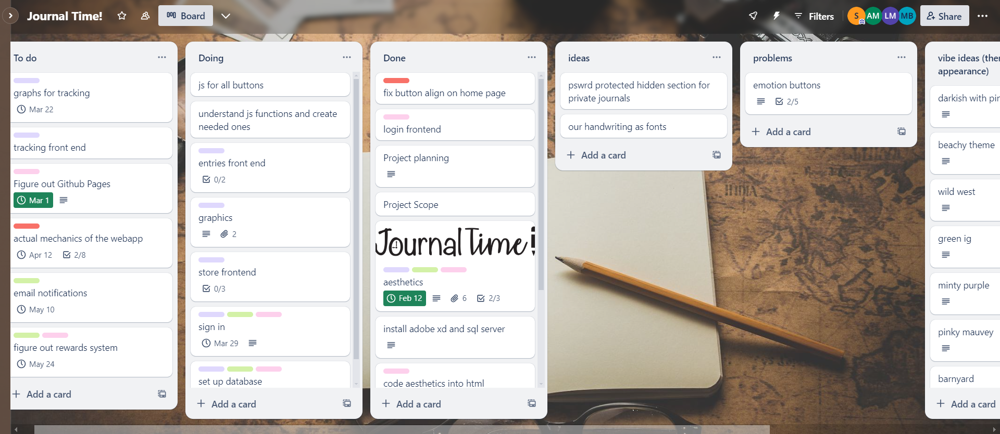 Journal Time!
Board
Filters
S
AM
LM
MB
Share
To do
graphs for tracking
Mar 22
tracking front end
Figure out Github Pages
Mar 1
actual mechanics of the webapp
Apr 12
2/8
email notifications
May 10
figure out rewards system
May 24
Add a card
Doing
js for all buttons
understand js functions and create
needed ones
entries front end
0/2
graphics
2
store frontend
0/3
sign in
Mar 29
set up database
Add a card
Done
fix button align on home page
login frontend
Project planning
Project Scope
Journal Time!
aesthetics
Feb 12
6
2/3
install adobe xd and sql server
code aesthetics into html
Add a card
ideas
pswrd protected hidden section for
private journals
our handwriting as fonts
Add a card
problems
emotion buttons
2/5
Add a card
vibe ideas
appearance)
darkish with
beachy theme
wild west
green ig
minty purple
pinky mauvey
barnyard
Add a card
INDIA